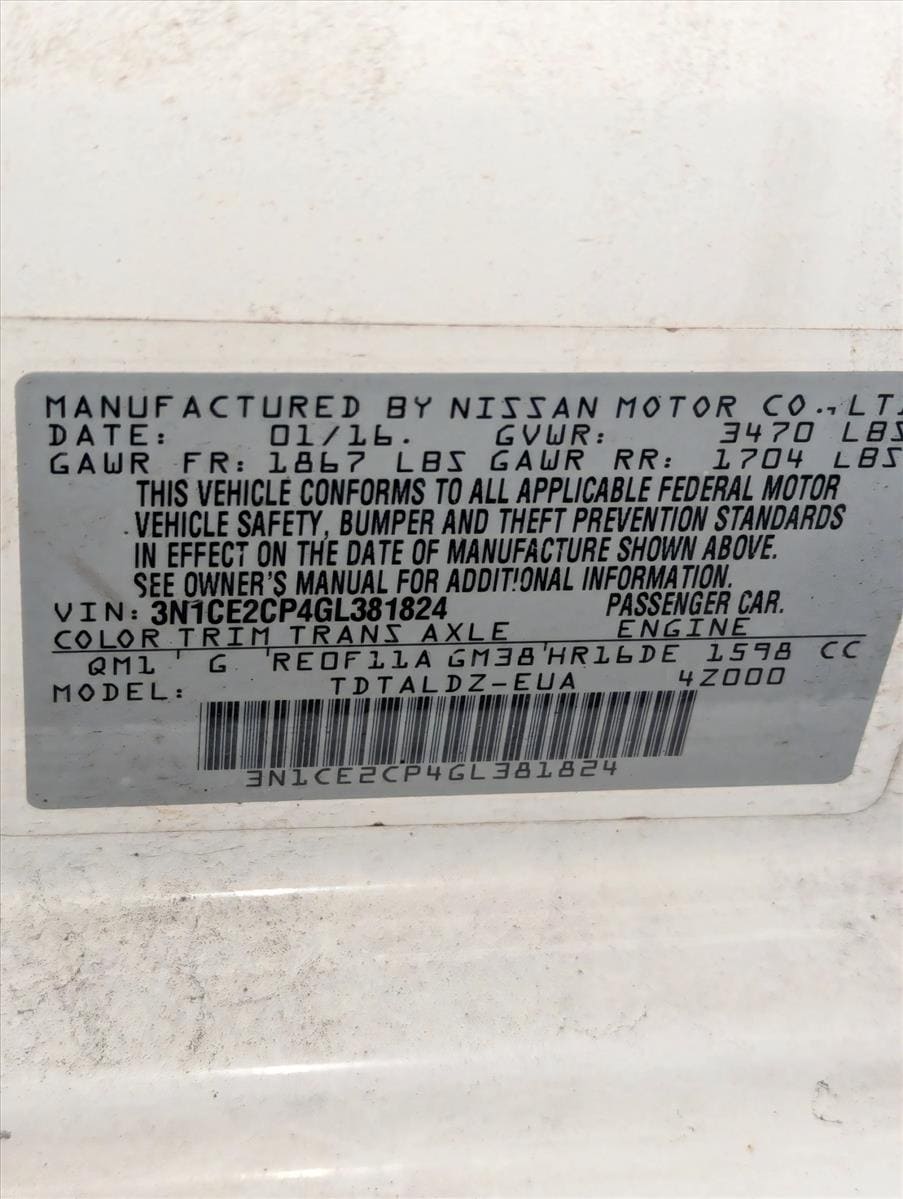 MANUFACTURED BY NISSAN MOTOR CO., LT
DATE: 01/16. GVWR: 3470 LBS
GAWR FR: 1867 LBS GAWR RR: 1704 LBS
THIS VEHICLE CONFORMS TO ALL APPLICABLE FEDERAL MOTOR
VEHICLE SAFETY, BUMPER AND THEFT PREVENTION STANDARDS
IN EFFECT ON THE DATE OF MANUFACTURE SHOWN ABOVE.
SEE OWNER'S MANUAL FOR ADDITIONAL INFORMATION.
VIN: 3N1CE2CP4GL381824 PASSENGER CAR.
COLOR TRIM TRANS AXLE ENGINE
QM1 G RE0F11A GM38 HR16DE 1598 CC
MODEL: TDTALDZ-EUA 4Z000
3N1CE2CP4GL381824